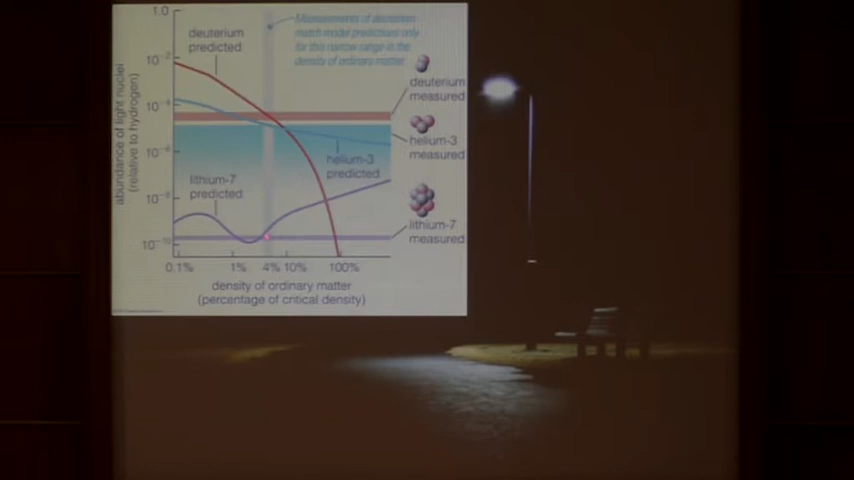 1.0
10⁻²
10⁻⁴
10⁻⁶
10⁻⁸
10⁻¹⁰
abundance of light nuclei
(relative to hydrogen)
deuterium
predicted
Measurements of deuterium
match model predictions only
for this narrow range in the
density of ordinary matter
deuterium
measured
helium-3
measured
helium-3
predicted
lithium-7
predicted
lithium-7
measured
0.1% 1% 4% 10% 100%
density of ordinary matter
(percentage of critical density)